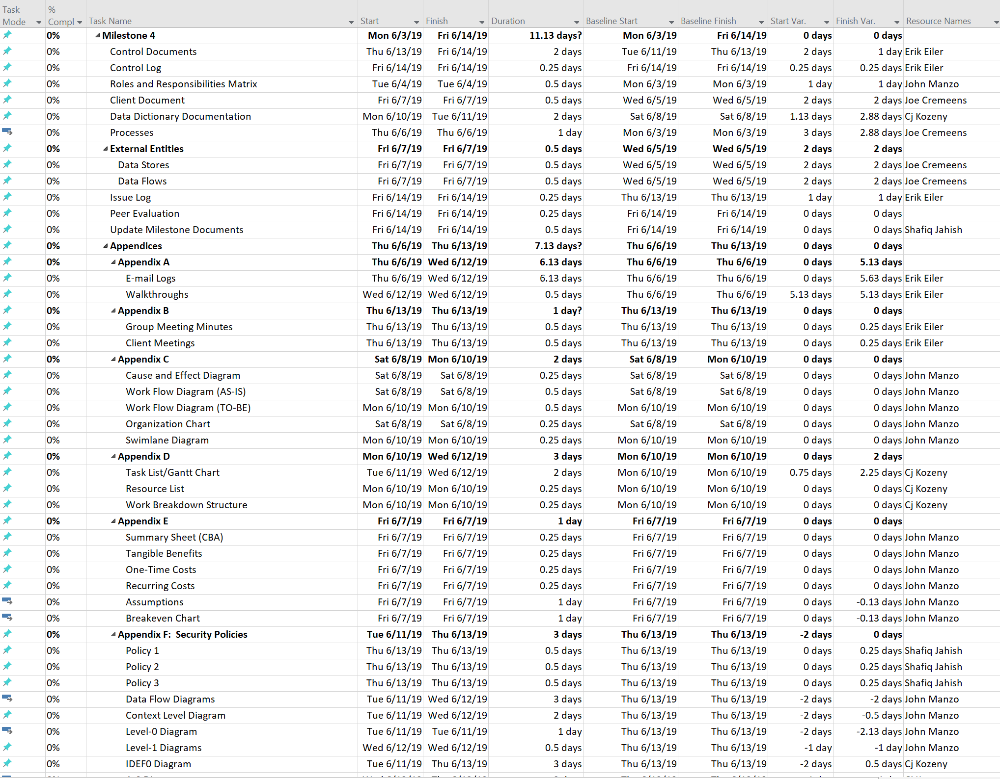 Task Mode % Compl Task Name Start Finish Duration Baseline Start Baseline Finish Start Var. Finish Var. Resource Names
0% Milestone 4 Mon 6/3/19 Fri 6/14/19 11.13 days? Mon 6/3/19 Fri 6/14/19 0 days 0 days
0% Control Documents Thu 6/13/19 Fri 6/14/19 2 days Tue 6/11/19 Thu 6/13/19 2 days 1 day Erik Eiler
0% Control Log Fri 6/14/19 Fri 6/14/19 0.25 days Fri 6/14/19 Fri 6/14/19 0.25 days 0.25 days Erik Eiler
0% Roles and Responsibilities Matrix Tue 6/4/19 Tue 6/4/19 0.5 days Mon 6/3/19 Mon 6/3/19 1 day 1 day John Manzo
0% Client Document Fri 6/7/19 Fri 6/7/19 0.5 days Wed 6/5/19 Wed 6/5/19 2 days 2 days Joe Cremeens
0% Data Dictionary Documentation Mon 6/10/19 Tue 6/11/19 2 days Sat 6/8/19 Sat 6/8/19 1.13 days 2.88 days Cj Kozeny
0% Processes Thu 6/6/19 Thu 6/6/19 1 day Mon 6/3/19 Mon 6/3/19 3 days 2.88 days Joe Cremeens
0% External Entities Fri 6/7/19 Fri 6/7/19 0.5 days Wed 6/5/19 Wed 6/5/19 2 days 2 days
0% Data Stores Fri 6/7/19 Fri 6/7/19 0.5 days Wed 6/5/19 Wed 6/5/19 2 days 2 days Joe Cremeens
0% Data Flows Fri 6/7/19 Fri 6/7/19 0.5 days Wed 6/5/19 Wed 6/5/19 2 days 2 days Joe Cremeens
0% Issue Log Fri 6/14/19 Fri 6/14/19 0.25 days Thu 6/13/19 Thu 6/13/19 1 day 1 day Erik Eiler
0% Peer Evaluation Fri 6/14/19 Fri 6/14/19 0.25 days Fri 6/14/19 Fri 6/14/19 0 days 0 days
0% Update Milestone Documents Fri 6/14/19 Fri 6/14/19 0.5 days Fri 6/14/19 Fri 6/14/19 0 days 0 days Shafiq Jahish
0% Appendices Thu 6/6/19 Thu 6/13/19 7.13 days? Thu 6/6/19 Thu 6/13/19 0 days 0 days
0% Appendix A Thu 6/6/19 Wed 6/12/19 6.13 days Thu 6/6/19 Thu 6/6/19 0 days 5.13 days
0% E-mail Logs Thu 6/6/19 Wed 6/12/19 6.13 days Thu 6/6/19 Thu 6/6/19 0 days 5.63 days Erik Eiler
0% Walkthroughs Wed 6/12/19 Wed 6/12/19 0.5 days Thu 6/6/19 Thu 6/6/19 5.13 days 5.13 days Erik Eiler
0% Appendix B Thu 6/13/19 Thu 6/13/19 1 day? Thu 6/13/19 Thu 6/13/19 0 days 0 days
0% Group Meeting Minutes Thu 6/13/19 Thu 6/13/19 0.5 days Thu 6/13/19 Thu 6/13/19 0 days 0.25 days Erik Eiler
0% Client Meetings Thu 6/13/19 Thu 6/13/19 0.5 days Thu 6/13/19 Thu 6/13/19 0 days 0.25 days Erik Eiler
0% Appendix C Sat 6/8/19 Mon 6/10/19 2 days Sat 6/8/19 Mon 6/10/19 0 days 0 days
0% Cause and Effect Diagram Sat 6/8/19 Sat 6/8/19 0.25 days Sat 6/8/19 Sat 6/8/19 0 days 0 days John Manzo
0% Work Flow Diagram (AS-IS) Sat 6/8/19 Sat 6/8/19 0.5 days Sat 6/8/19 Sat 6/8/19 0 days 0 days John Manzo
0% Work Flow Diagram (TO-BE) Mon 6/10/19 Mon 6/10/19 0.5 days Mon 6/10/19 Mon 6/10/19 0 days 0 days John Manzo
0% Organization Chart Sat 6/8/19 Sat 6/8/19 0.25 days Sat 6/8/19 Sat 6/8/19 0 days 0 days John Manzo
0% Swimlane Diagram Mon 6/10/19 Mon 6/10/19 0.25 days Mon 6/10/19 Mon 6/10/19 0 days 0 days John Manzo
0% Appendix D Mon 6/10/19 Wed 6/12/19 3 days Mon 6/10/19 Mon 6/10/19 0 days 2 days
0% Task List/Gantt Chart Tue 6/11/19 Wed 6/12/19 2 days Mon 6/10/19 Mon 6/10/19 0.75 days 2.25 days Cj Kozeny
0% Resource List Mon 6/10/19 Mon 6/10/19 0.25 days Mon 6/10/19 Mon 6/10/19 0 days 0 days Cj Kozeny
0% Work Breakdown Structure Mon 6/10/19 Mon 6/10/19 0.25 days Mon 6/10/19 Mon 6/10/19 0 days 0 days Cj Kozeny
0% Appendix E Fri 6/7/19 Fri 6/7/19 1 day Fri 6/7/19 Fri 6/7/19 0 days 0 days
0% Summary Sheet (CBA) Fri 6/7/19 Fri 6/7/19 0.25 days Fri 6/7/19 Fri 6/7/19 0 days 0 days John Manzo
0% Tangible Benefits Fri 6/7/19 Fri 6/7/19 0.25 days Fri 6/7/19 Fri 6/7/19 0 days 0 days John Manzo
0% One-Time Costs Fri 6/7/19 Fri 6/7/19 0.25 days Fri 6/7/19 Fri 6/7/19 0 days 0 days John Manzo
0% Recurring Costs Fri 6/7/19 Fri 6/7/19 0.25 days Fri 6/7/19 Fri 6/7/19 0 days 0 days John Manzo
0% Assumptions Fri 6/7/19 Fri 6/7/19 1 day Fri 6/7/19 Fri 6/7/19 0 days -0.13 days John Manzo
0% Breakeven Chart Fri 6/7/19 Fri 6/7/19 1 day Fri 6/7/19 Fri 6/7/19 0 days -0.13 days John Manzo
0% Appendix F: Security Policies Tue 6/11/19 Thu 6/13/19 3 days Thu 6/13/19 Thu 6/13/19 -2 days 0 days
0% Policy 1 Thu 6/13/19 Thu 6/13/19 0.5 days Thu 6/13/19 Thu 6/13/19 0 days 0.25 days Shafiq Jahish
0% Policy 2 Thu 6/13/19 Thu 6/13/19 0.5 days Thu 6/13/19 Thu 6/13/19 0 days 0.25 days Shafiq Jahish
0% Policy 3 Thu 6/13/19 Thu 6/13/19 0.5 days Thu 6/13/19 Thu 6/13/19 0 days 0.25 days Shafiq Jahish
0% Data Flow Diagrams Tue 6/11/19 Wed 6/12/19 3 days Thu 6/13/19 Thu 6/13/19 -2 days -2 days John Manzo
0% Context Level Diagram Tue 6/11/19 Wed 6/12/19 2 days Thu 6/13/19 Thu 6/13/19 -2 days -0.5 days John Manzo
0% Level-0 Diagram Tue 6/11/19 Tue 6/11/19 1 day Thu 6/13/19 Thu 6/13/19 -2 days -2.13 days John Manzo
0% Level-1 Diagrams Wed 6/12/19 Wed 6/12/19 0.5 days Thu 6/13/19 Thu 6/13/19 -1 day -1 day John Manzo
0% IDEF0 Diagram Tue 6/11/19 Thu 6/13/19 3 days Thu 6/13/19 Thu 6/13/19 -2 days 0.5 days Cj Kozeny